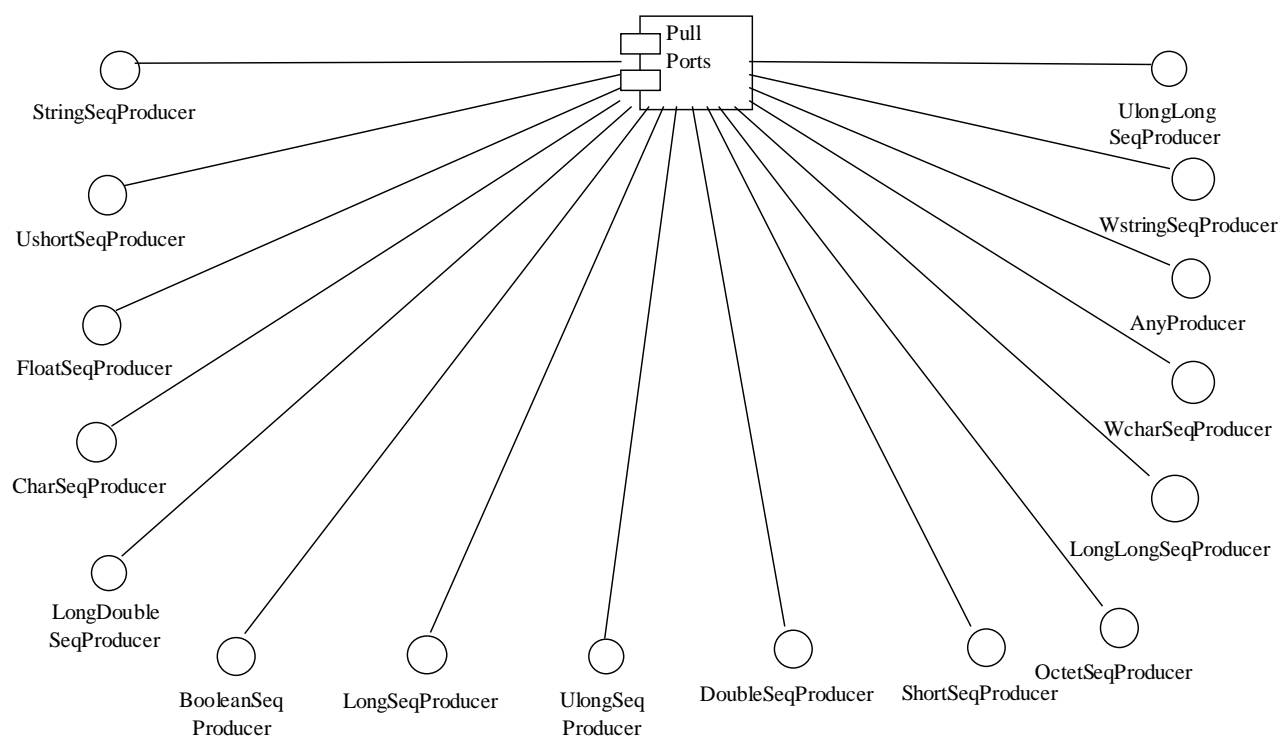 Pull
Ports
StringSeqProducer
UlongLong
SeqProducer
UshortSeqProducer
WstringSeqProducer
AnyProducer
FloatSeqProducer
WcharSeqProducer
CharSeqProducer
LongLongSeqProducer
LongDouble
SeqProducer
OctetSeqProducer
BooleanSeq
Producer
LongSeqProducer
UlongSeq
Producer
DoubleSeqProducer
ShortSeqProducer